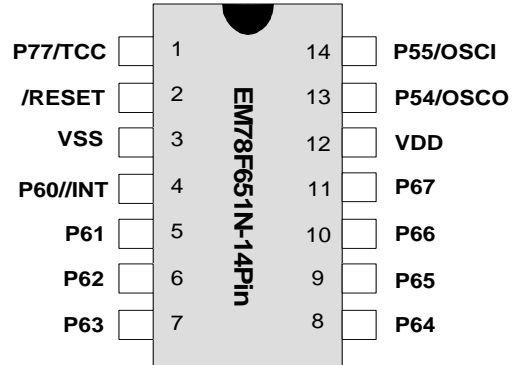 P77/TCC 1 14 P55/OSCI
/RESET 2 13 P54/OSCO
VSS 3 12 VDD
P60//INT 4 11 P67
P61 5 10 P66
P62 6 9 P65
P63 7 8 P64
EM78F651N-14Pin